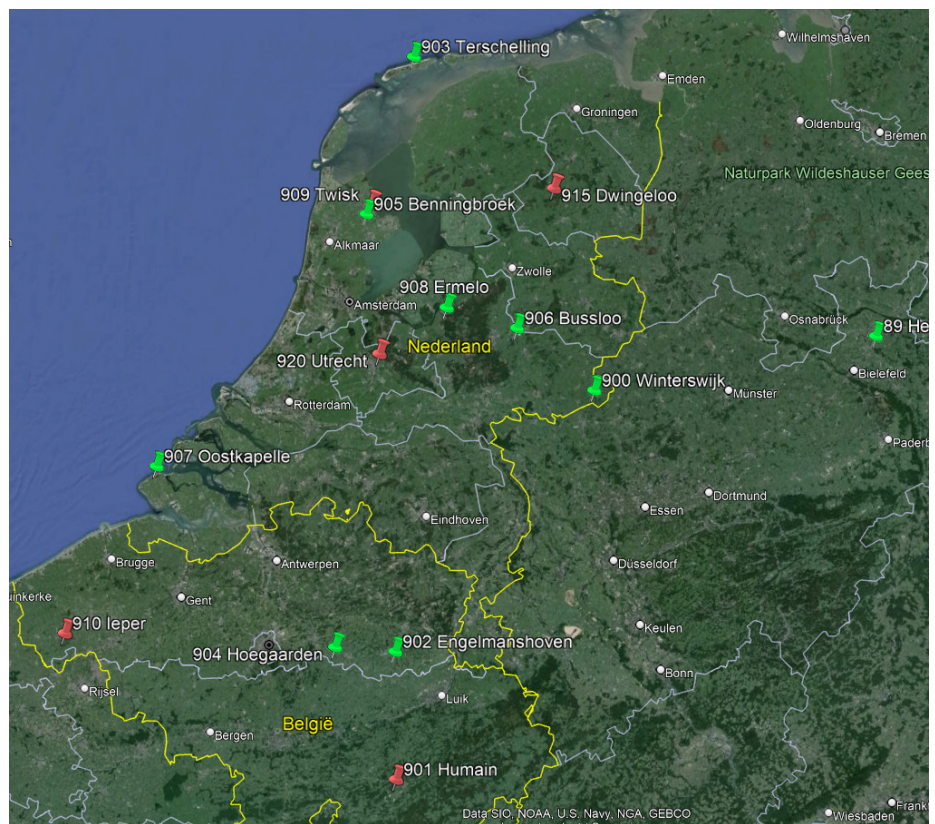 903 Terschelling
Wilhelmshaven
Emden
Groningen
Oldenburg
Bremen
Naturpark Wildeshauser Gees
909 Twisk
915 Dwingeloo
905 Benningbroek
Alkmaar
Zwolle
908 Ermelo
Amsterdam
906 Bussloo
Osnabrück
89 He
Nederland
920 Utrecht
Bielefeld
900 Winterswijk
Münster
Rotterdam
Paderb
907 Oostkapelle
Dortmund
Essen
Eindhoven
Brugge
Antwerpen
Düsseldorf
Gent
uinkerke
910 Ieper
Keulen
902 Engelmanshoven
904 Hoegaarden
Bonn
Rijsel
Luik
België
Bergen
901 Humain
Frankf
Data SIO, NOAA, U.S. Navy, NGA, GEBCO
Wiesbaden